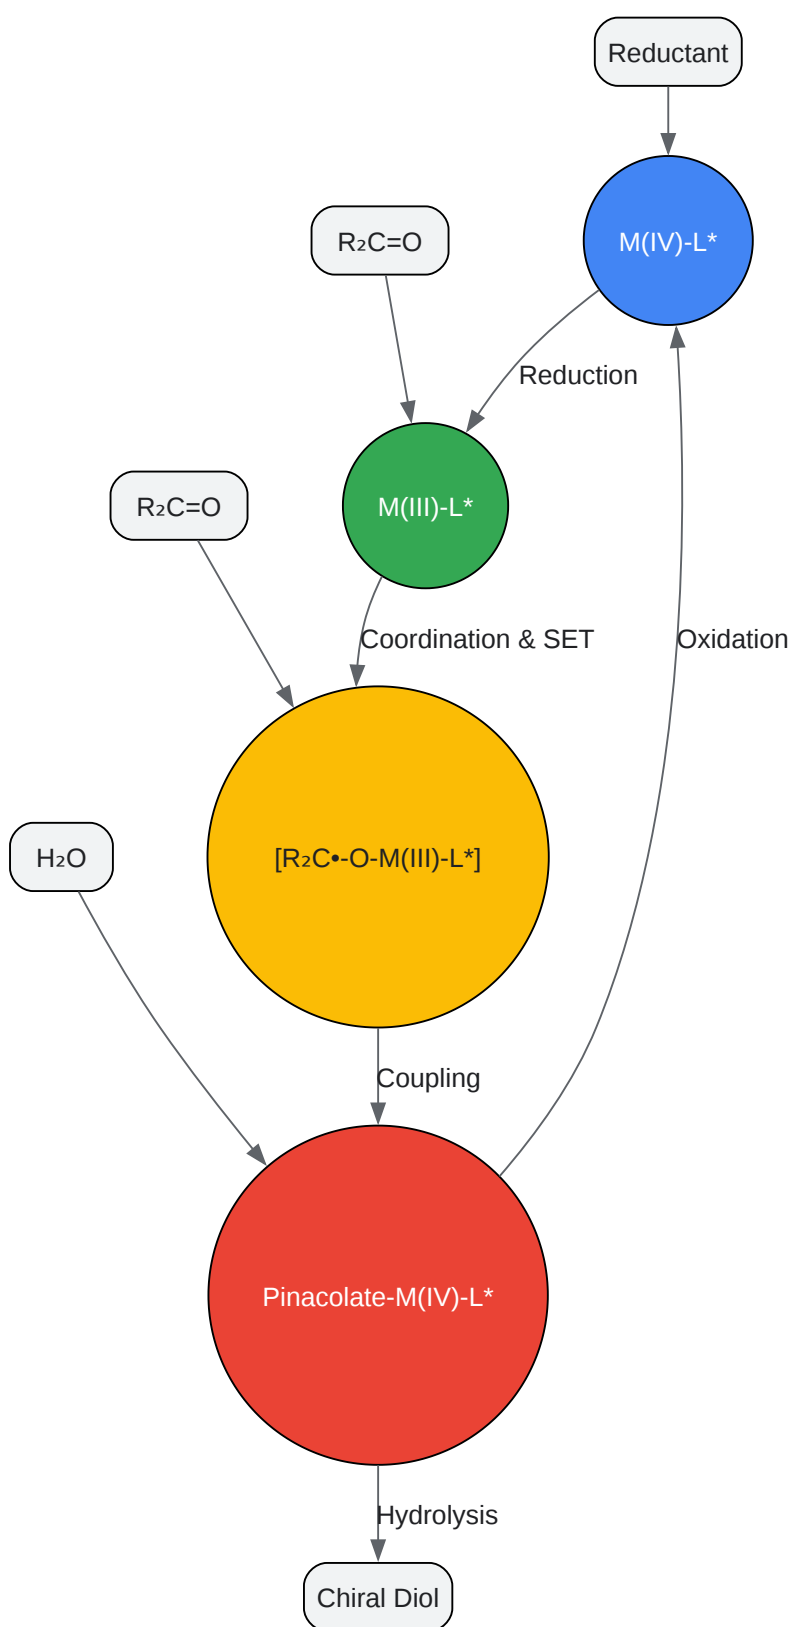 Reductant
R₂C=O
M(IV)-L*
Reduction
R₂C=O
M(III)-L*
Coordination & SET
Oxidation
H₂O
[R₂C•-O-M(III)-L*]
Coupling
Pinacolate-M(IV)-L*
Hydrolysis
Chiral Diol